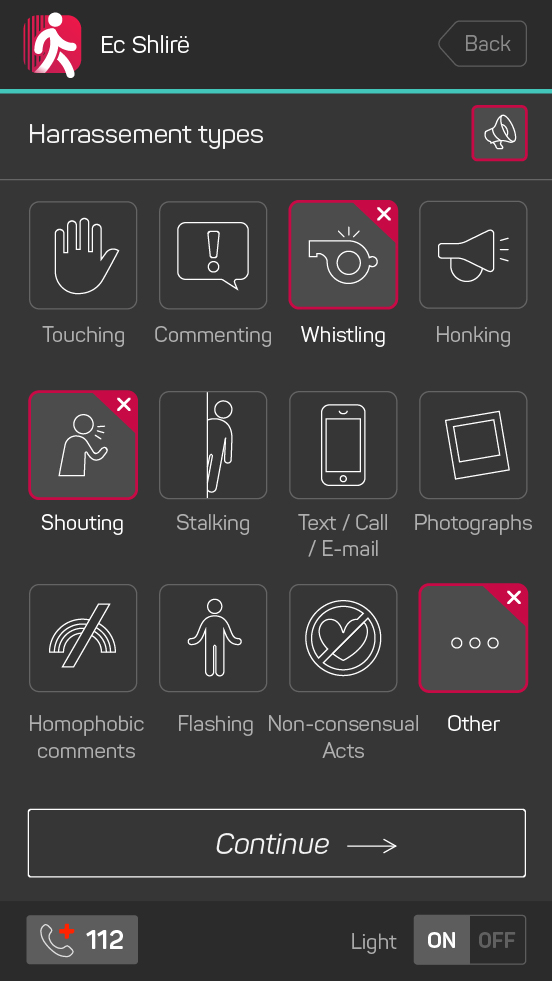 Ec Shlirë
Back
Harrassement types
Touching
Commenting
Whistling
Honking
Shouting
Stalking
Text / Call
/ E-mail
Photographs
Homophobic
comments
Flashing
Non-consensual
Acts
Other
Continue
112
Light
ON
OFF